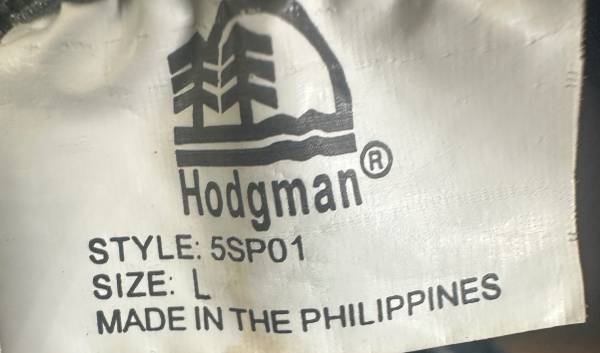 Hodgman®
STYLE: 5SP01
SIZE: L
MADE IN THE PHILIPPINES